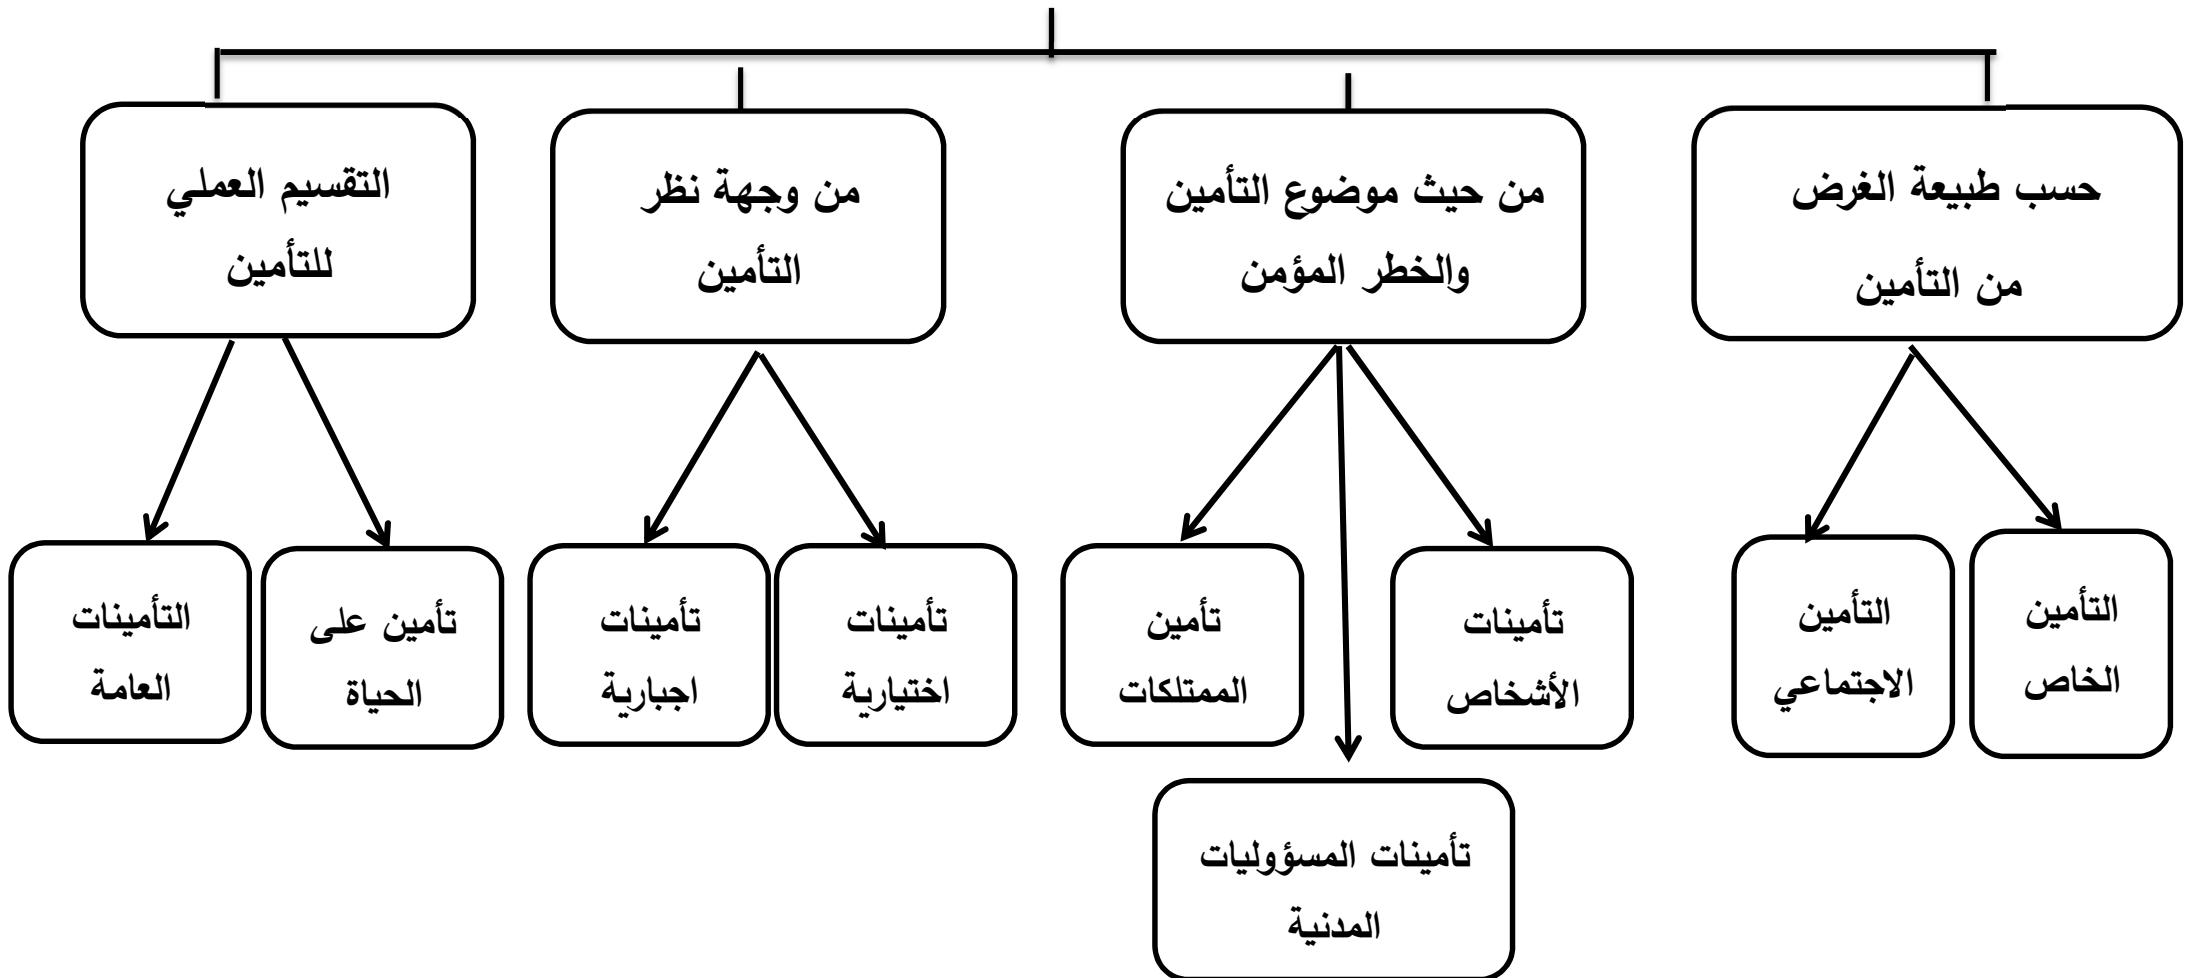 حسب طبيعة الغرض
من التأمين
من حيث موضوع التأمين
والخطر المؤمن
من وجهة نظر
التأمين
التقسيم العملي
للتأمين
التأمين
الخاص
التأمين
الاجتماعي
تأمينات
الأشخاص
تأمين
الممتلكات
تأمينات
اختيارية
تأمينات
اجبارية
تأمين على
الحياة
التأمينات
العامة
تأمينات المسؤوليات
المدنية